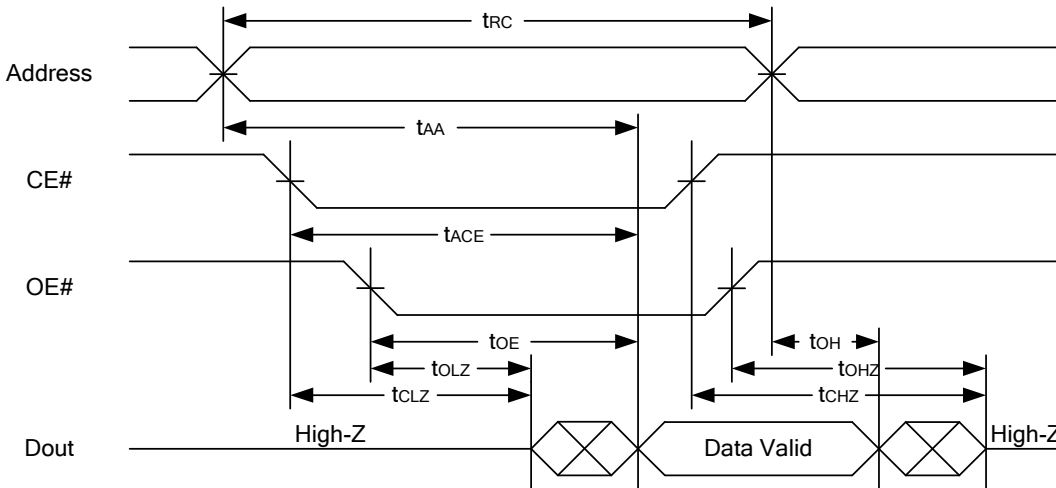 tRC
Address
tAA
CE#
tACE
OE#
tOE
tOH
tOLZ
tOHZ
tCLZ
tCHZ
High-Z
High-Z
Dout
Data Valid